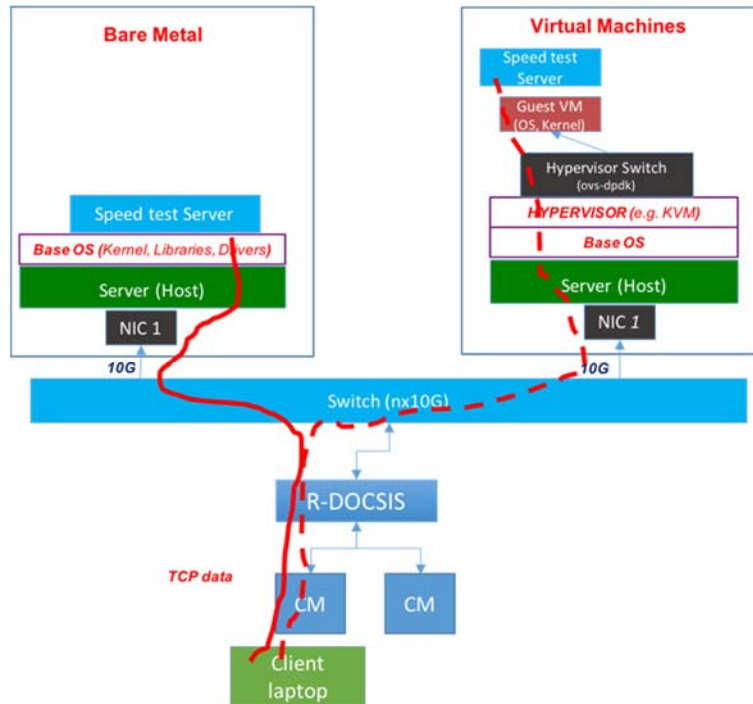 Bare Metal
Speed test Server
Base OS (Kernel, Libraries, Drivers)
Server (Host)
NIC 1
10G
Virtual Machines
Speed test
Server
Guest VM
(OS, Kernel)
Hypervisor Switch
(ovs-dpdk)
HYPERVISOR (e.g. KVM)
Base OS
Server (Host)
NIC 1
10G
Switch (nx10G)
R-DOCSIS
TCP data
CM
CM
Client
laptop